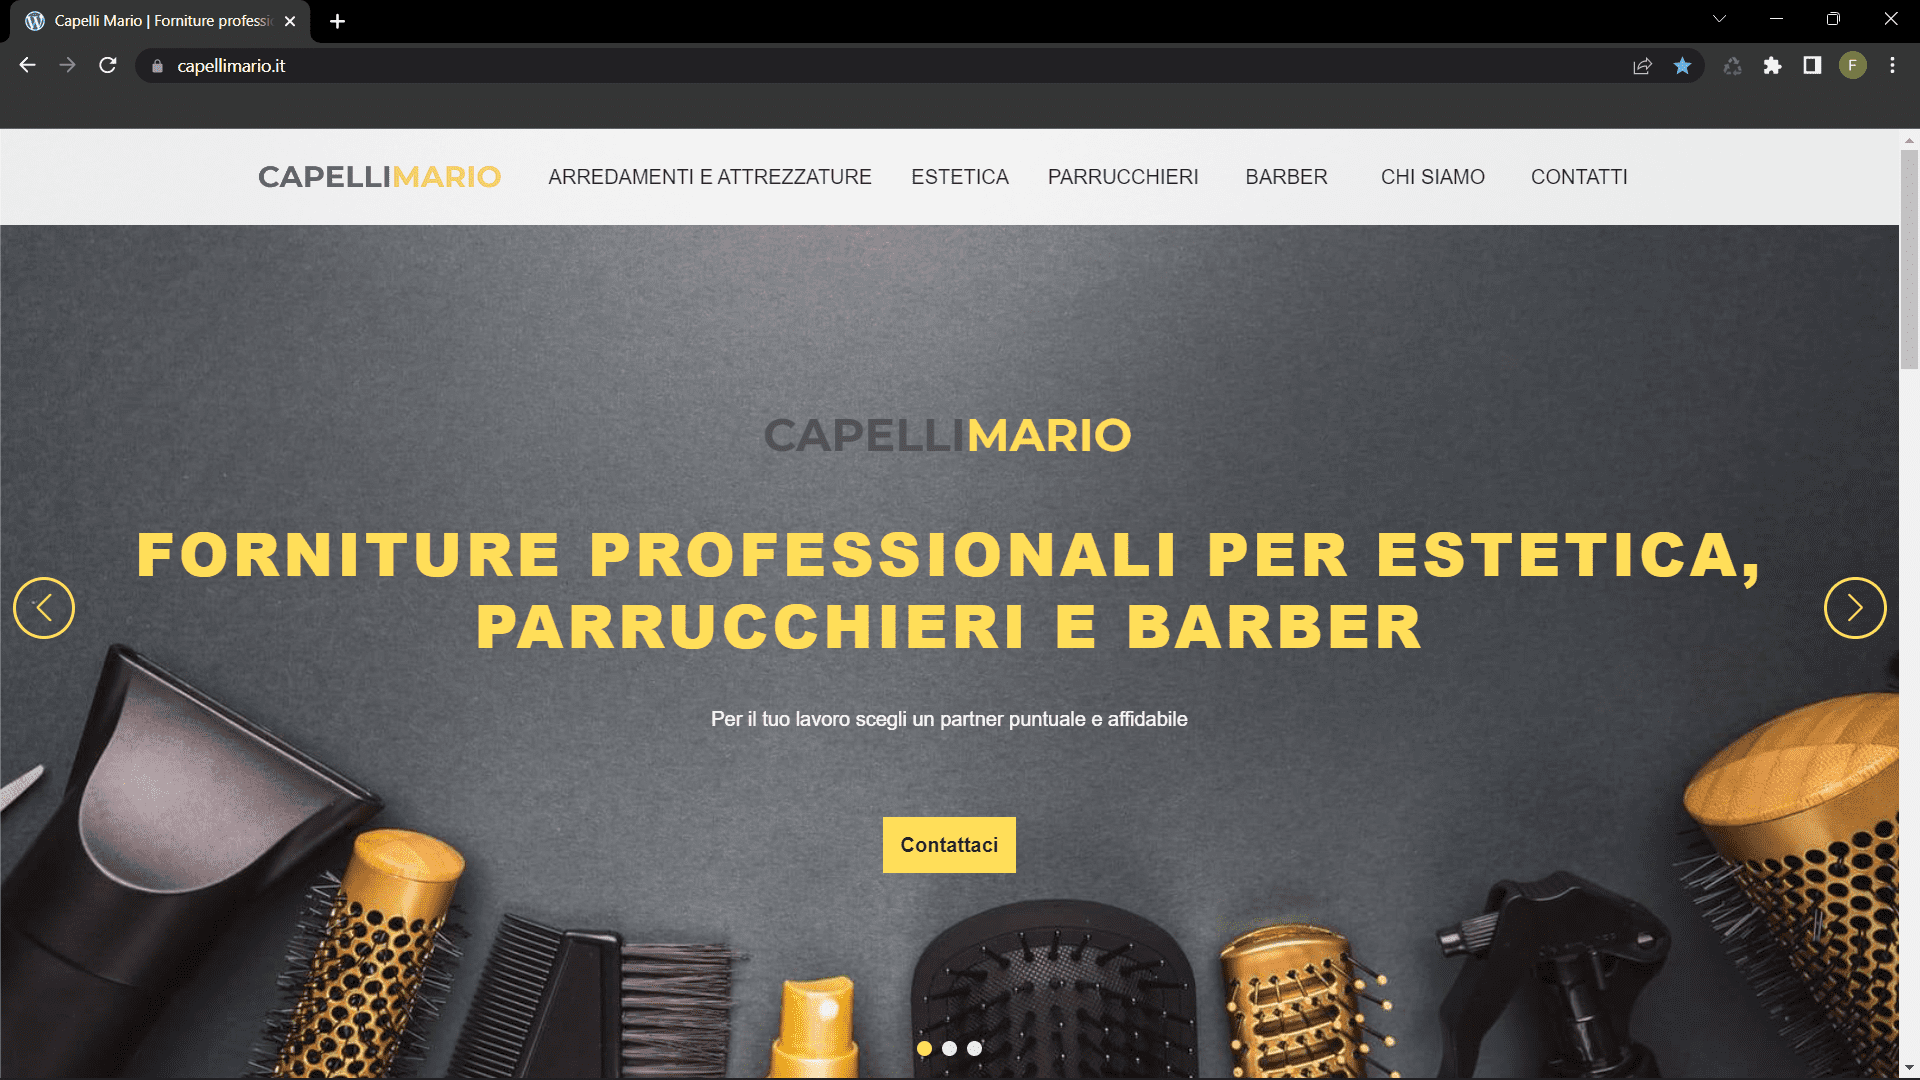 Capelli Mario | Forniture professi
capellimario.it
F
CAPELLIMARIO ARREDAMENTI E ATTREZZATURE ESTETICA PARRUCCHIERI BARBER CHI SIAMO CONTATTI
CAPELLIMARIO
FORNITURE PROFESSIONALI PER ESTETICA,
PARRUCCHIERI E BARBER
Per il tuo lavoro scegli un partner puntuale e affidabile
Contattaci